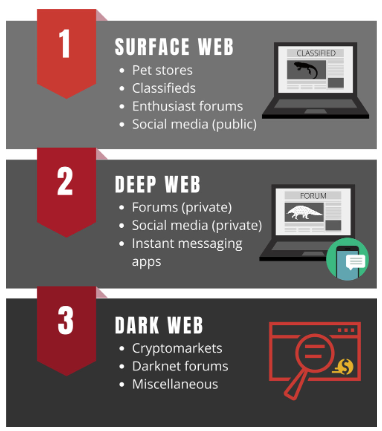 1
SURFACE WEB
• Pet stores
• Classifieds
• Enthusiast forums
• Social media (public)
CLASSIFIED
2
DEEP WEB
• Forums (private)
• Social media (private)
• Instant messaging
apps
FORUM
3
DARK WEB
• Cryptomarkets
• Darknet forums
• Miscellaneous
$